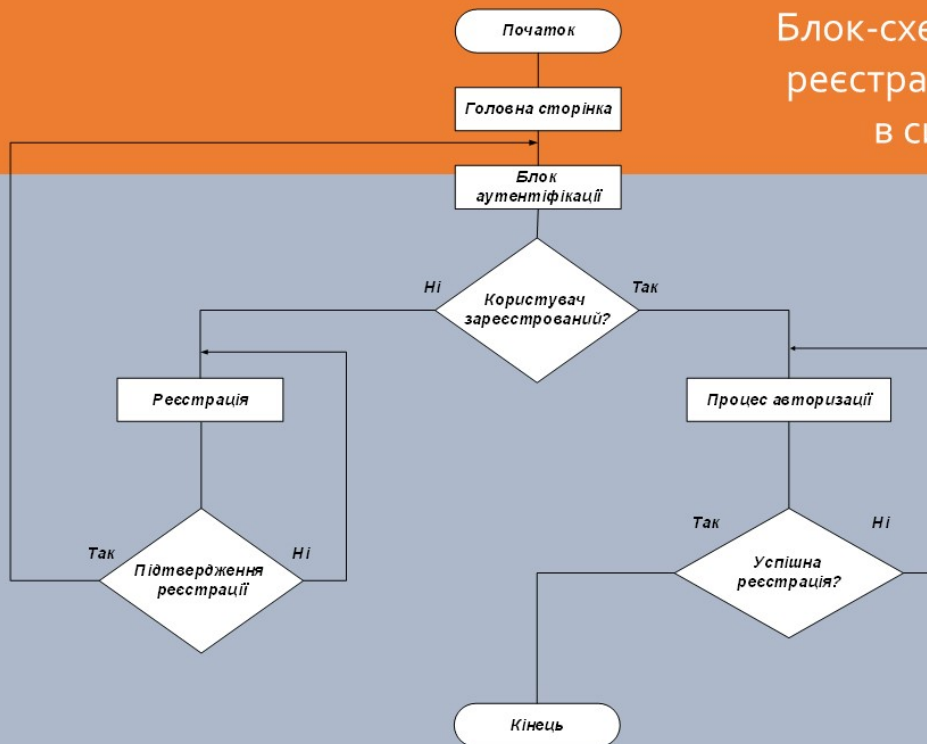 Початок
Блок-схе
реєстра
в с
Головна сторінка
Блок
аутентифікації
Ні
Так
Користувач
зареєстрований?
Реєстрація
Процес авторизації
Так
Ні
Підтвердження
реєстрації
Так
Ні
Успішна
реєстрація?
Кінець